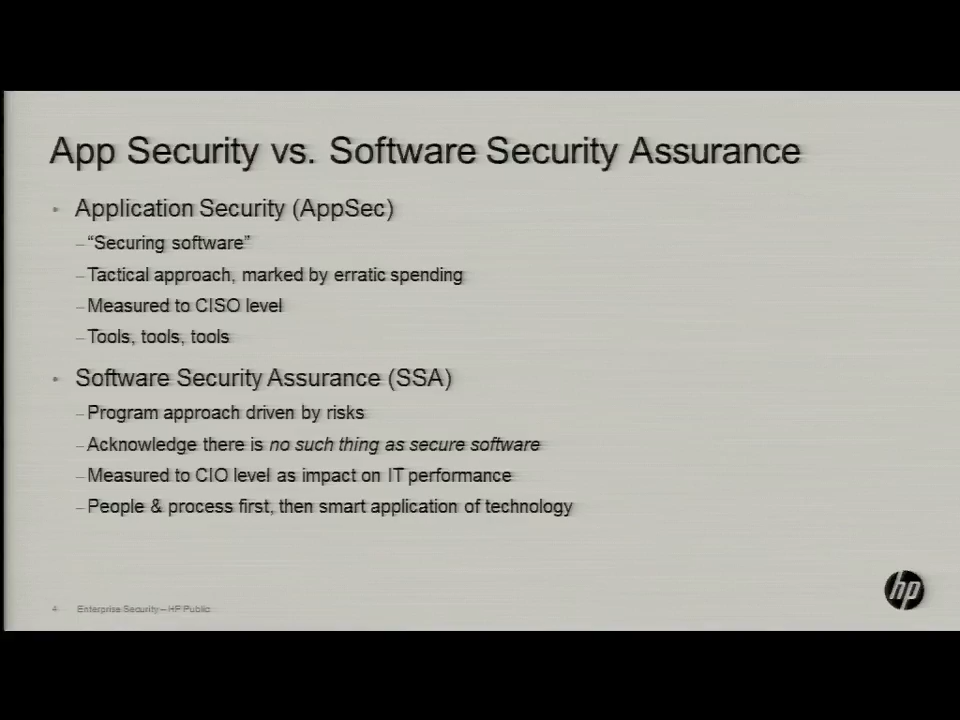 App Security vs. Software Security Assurance
• Application Security (AppSec)
–“Securing software”
–Tactical approach, marked by erratic spending
–Measured to CISO level
–Tools, tools, tools
• Software Security Assurance (SSA)
–Program approach driven by risks
–Acknowledge there is no such thing as secure software
–Measured to CIO level as impact on IT performance
–People & process first, then smart application of technology
hp
4 Enterprise Security – HP Public